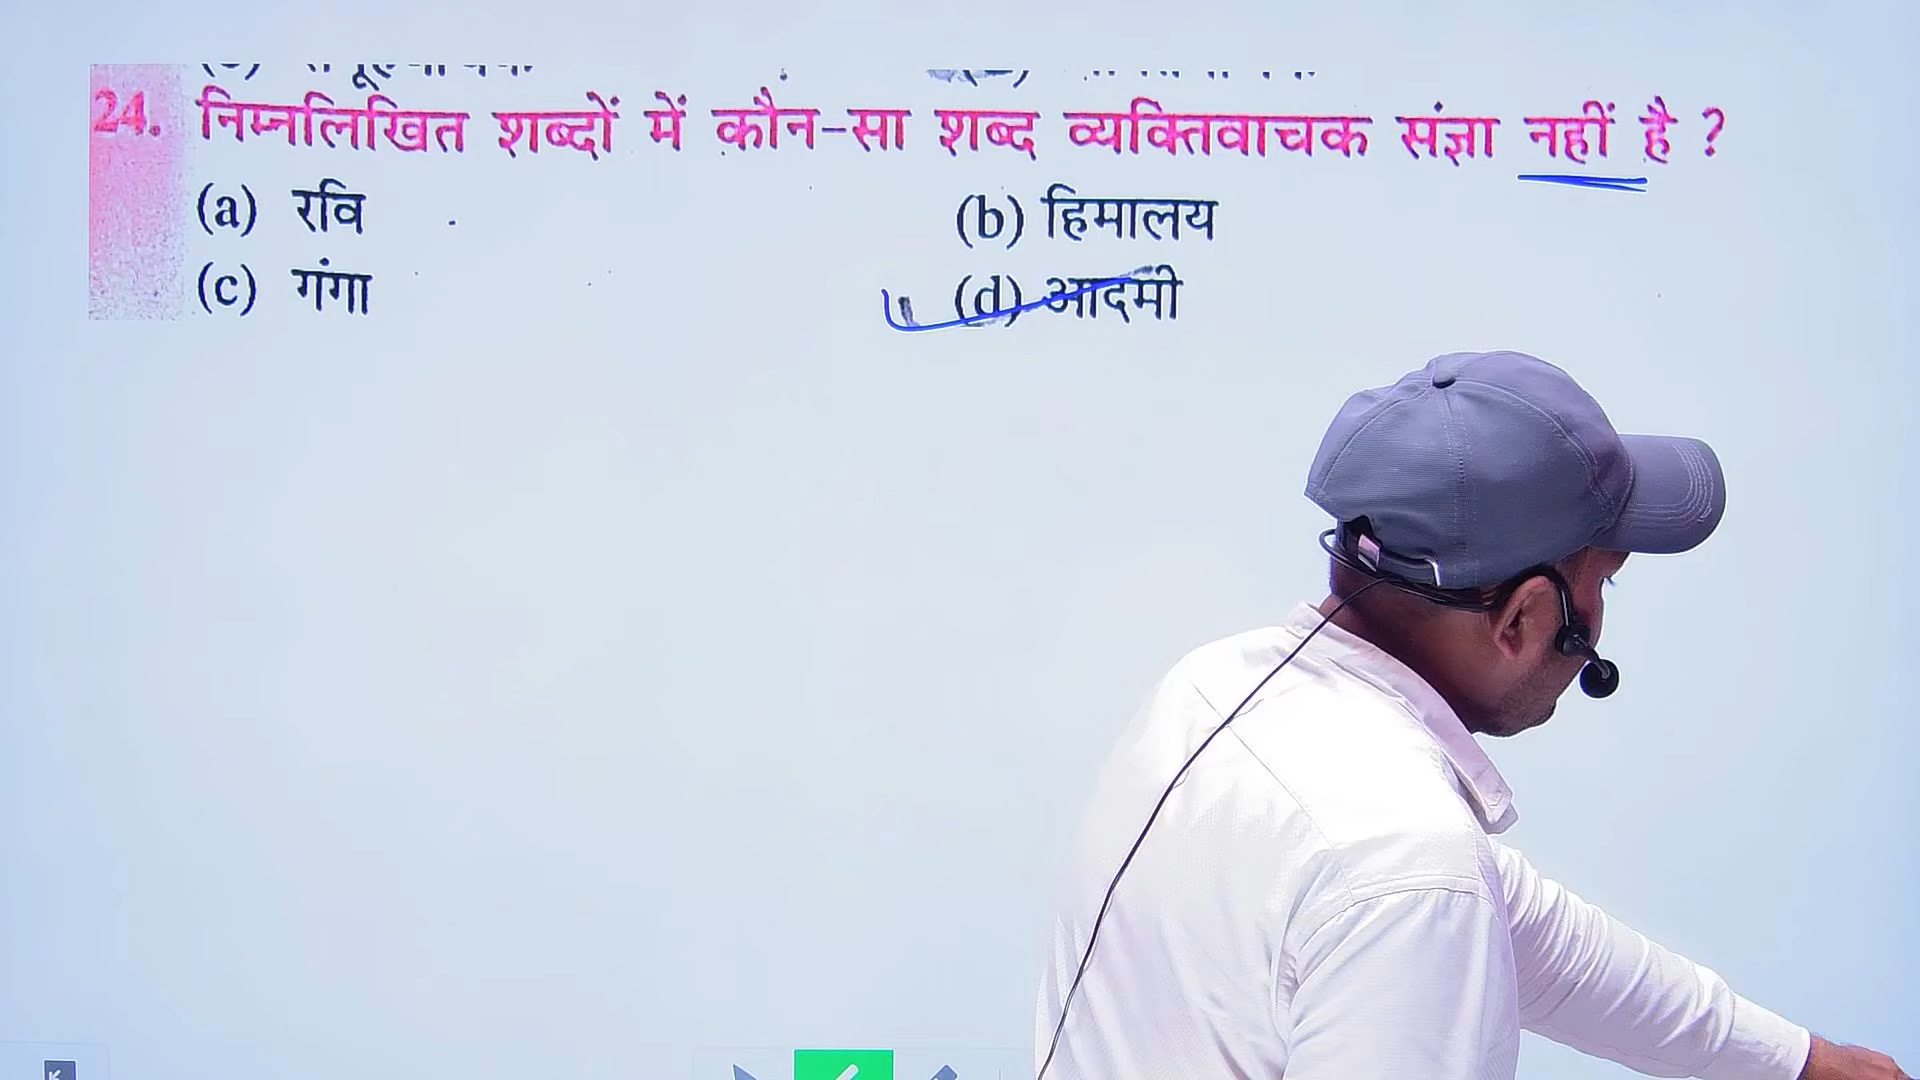 24. निम्नलिखित शब्दों में कौन-सा शब्द व्यक्तिवाचक संज्ञा नहीं है ?
(a) रवि (b) हिमालय
(c) गंगा (d) आदमी